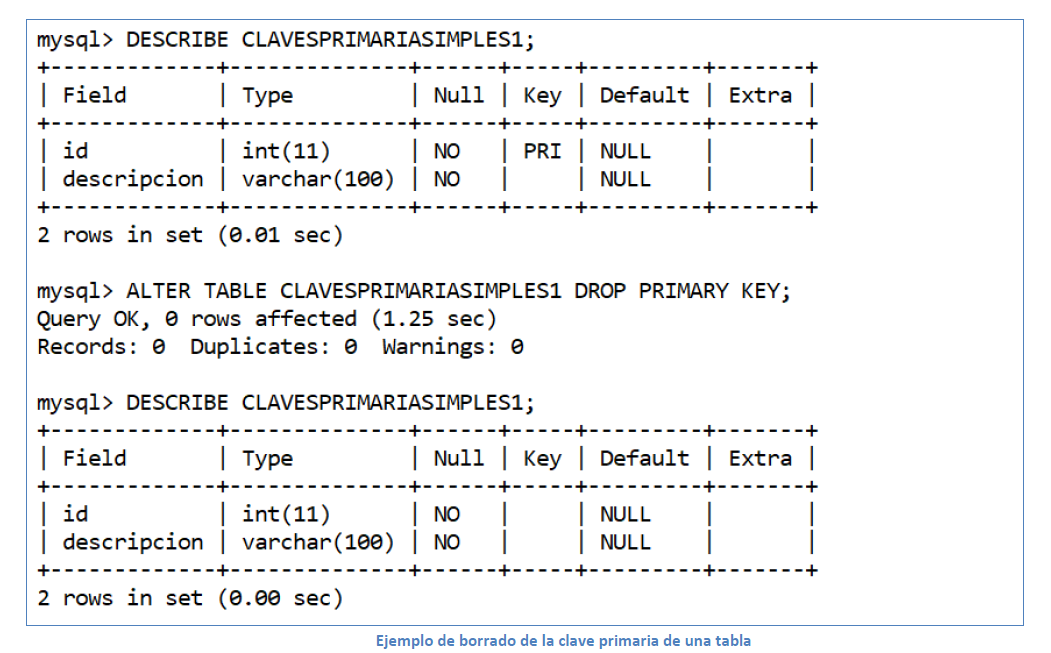 mysql> DESCRIBE CLAVESPRIMARIASIMPLES1;
+-------------+--------------+------+-----+---------+-------+
| Field       | Type         | Null | Key | Default | Extra |
+-------------+--------------+------+-----+---------+-------+
| id          | int(11)      | NO   | PRI | NULL    |       |
| descripcion | varchar(100) | NO   |     | NULL    |       |
+-------------+--------------+------+-----+---------+-------+
2 rows in set (0.01 sec)

mysql> ALTER TABLE CLAVESPRIMARIASIMPLES1 DROP PRIMARY KEY;
Query OK, 0 rows affected (1.25 sec)
Records: 0  Duplicates: 0  Warnings: 0

mysql> DESCRIBE CLAVESPRIMARIASIMPLES1;
+-------------+--------------+------+-----+---------+-------+
| Field       | Type         | Null | Key | Default | Extra |
+-------------+--------------+------+-----+---------+-------+
| id          | int(11)      | NO   |     | NULL    |       |
| descripcion | varchar(100) | NO   |     | NULL    |       |
+-------------+--------------+------+-----+---------+-------+
2 rows in set (0.00 sec)
Ejemplo de borrado de la clave primaria de una tabla